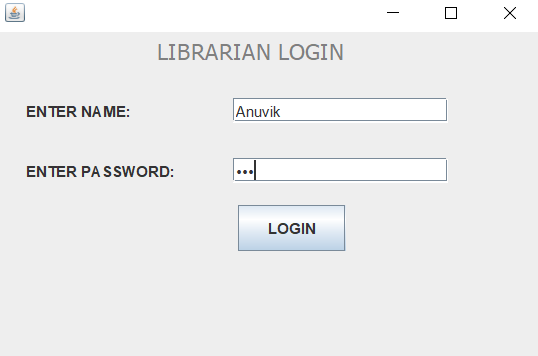 LIBRARIAN LOGIN
ENTER NAME: Anuvik
ENTER PASSWORD: •••
LOGIN